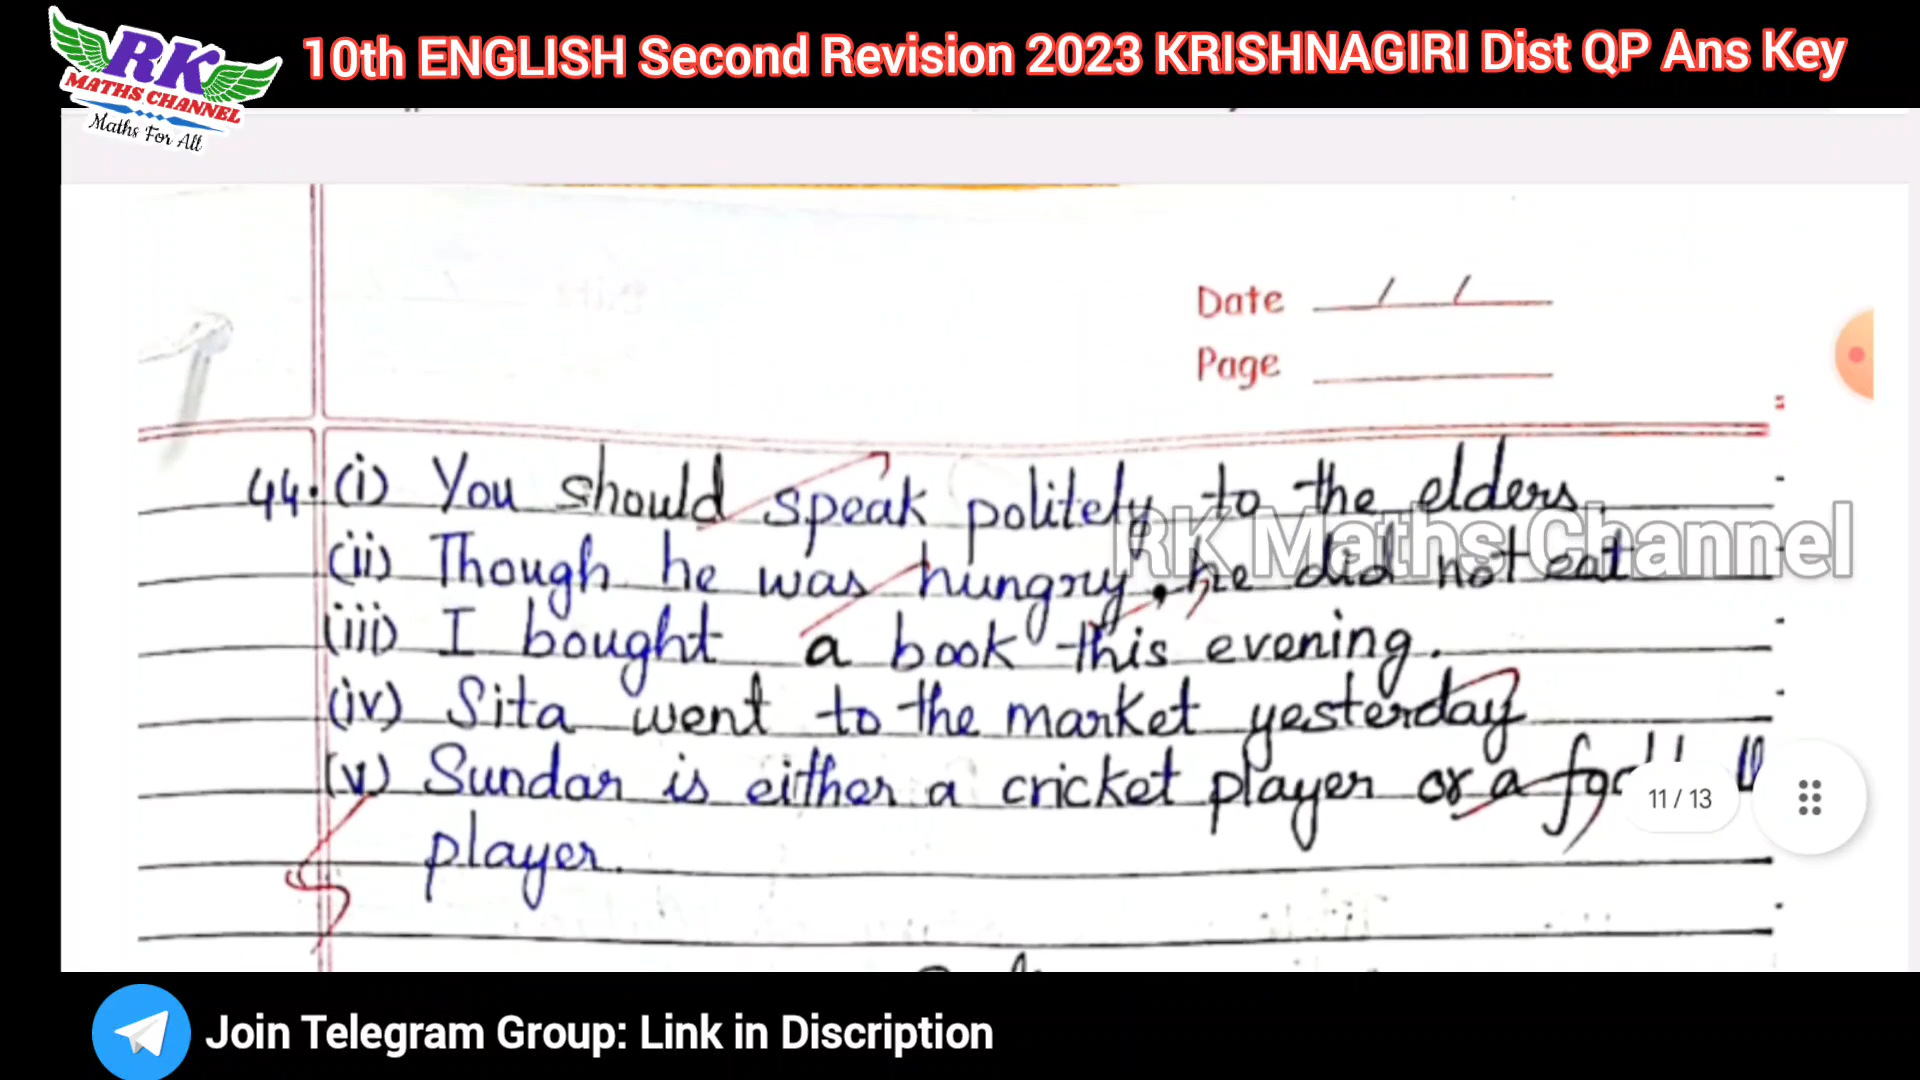 RK
MATHS CHANNEL
Maths For All
10th ENGLISH Second Revision 2023 KRISHNAGIRI Dist QP Ans Key
Date / /
Page
44. (i) You should speak politely to the elders.
(ii) Though he was hungry, he did not eat
RK Maths Channel
(iii) I bought a book this evening.
(iv) Sita went to the market yesterday
(v) Sundar is either a cricket player or a
11 / 13
player.
Join Telegram Group: Link in Discription